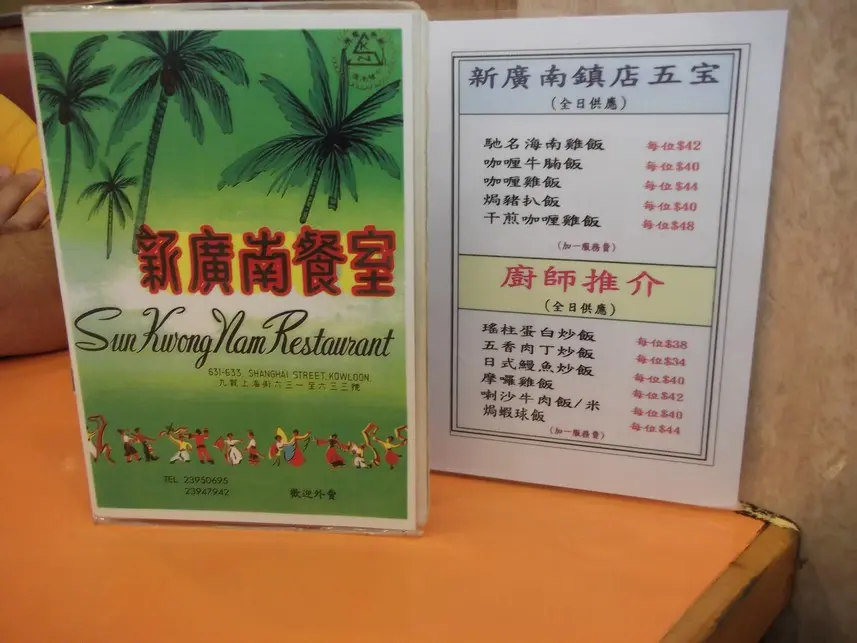 新廣南餐室
Sun Kwong Nam Restaurant
631-633, SHANGHAI STREET, KOWLOON.
九龍上海街六三一至六三三號
TEL 23950695
23947942
歡迎外賣
新廣南鎮店五宝
(全日供應)
馳名海南雞飯 每位$42
咖喱牛腩飯 每位$40
咖喱雞飯 每位$44
焗豬扒飯 每位$40
干煎咖喱雞飯 每位$48
(加一服務費)
廚師推介
(全日供應)
瑤柱蛋白炒飯 每位$38
五香肉丁炒飯 每位$34
日式鰻魚炒飯 每位$40
摩囉雞飯 每位$42
喇沙牛肉飯/米 每位$40
焗蝦球飯 每位$44
(加一服務費)